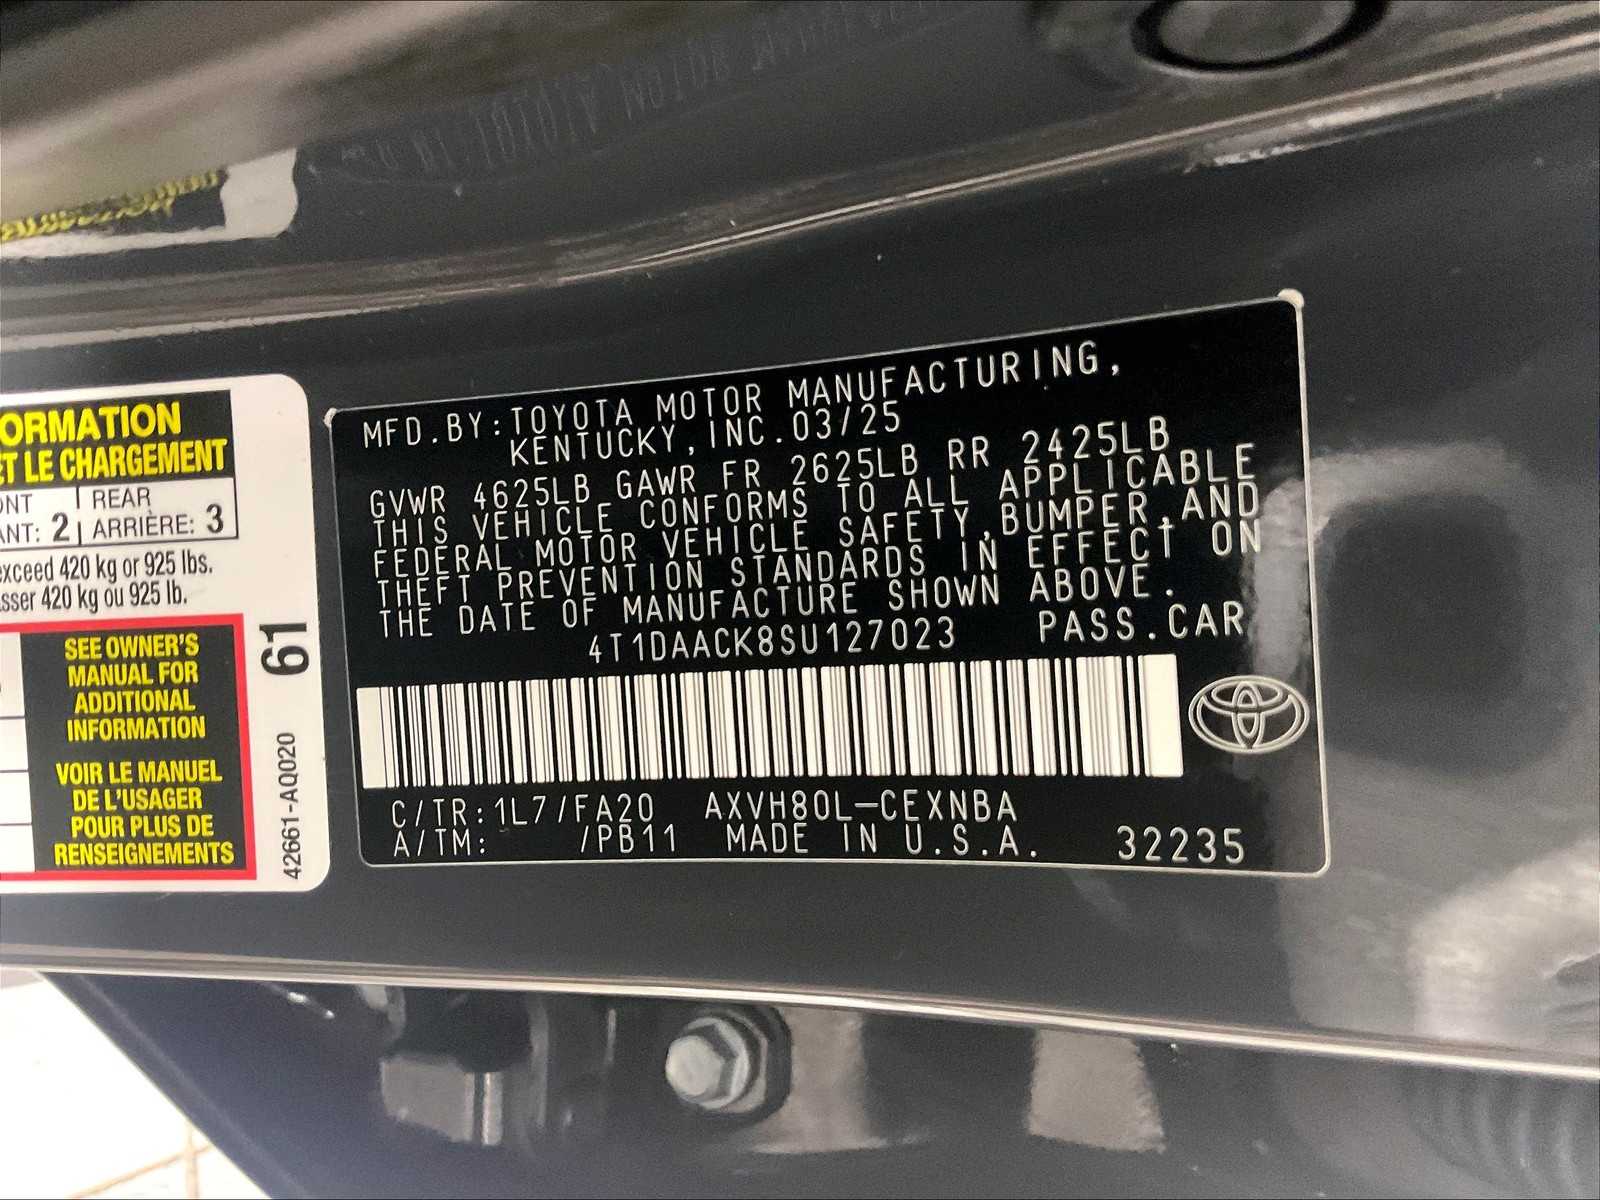 ORMATION
ET LE CHARGEMENT
REAR
ANT: 2 ARRIÈRE: 3
exceed 420 kg or 925 lbs.
sser 420 kg ou 925 lb.
SEE OWNER'S
MANUAL FOR
ADDITIONAL
INFORMATION
VOIR LE MANUEL
DE L'USAGER
POUR PLUS DE
RENSEIGNEMENTS
61
42661-AQ020
MFD.BY:TOYOTA MOTOR MANUFACTURING,
KENTUCKY,INC.03/25
GVWR 4625LB GAWR FR 2625LB RR 2425LB
THIS VEHICLE CONFORMS TO ALL APPLICABLE
FEDERAL MOTOR VEHICLE SAFETY,BUMPER,AND
THEFT PREVENTION STANDARDS IN EFFECT ON
THE DATE OF MANUFACTURE SHOWN ABOVE.
4T1DAACK8SU127023 PASS.CAR
C/TR:1L7/FA20 AXVH80L-CEXNBA
A/TM: /PB11 MADE IN U.S.A. 32235